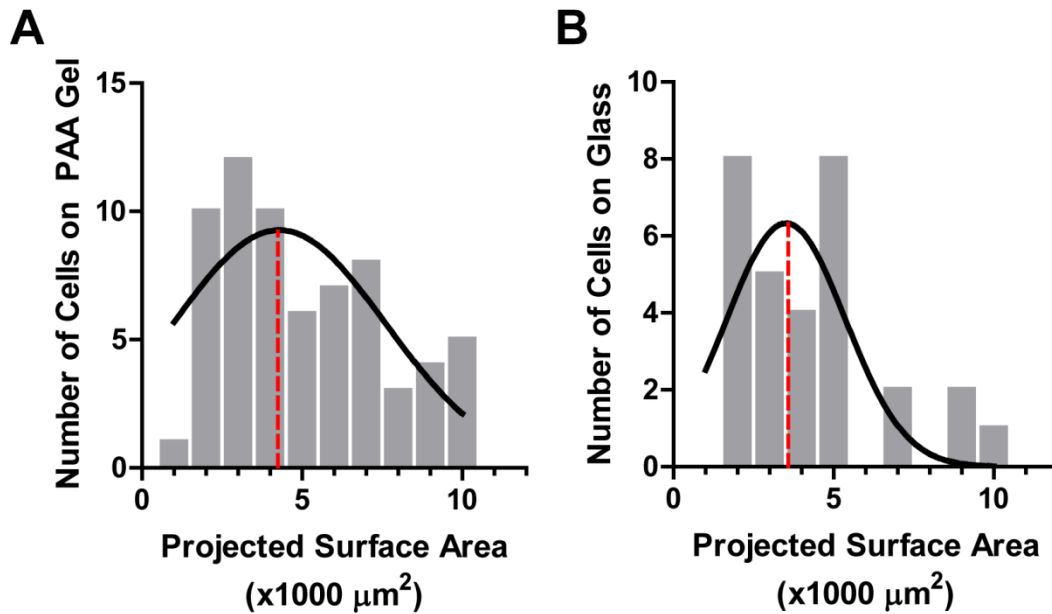 A
Number of Cells on PAA Gel
15
10
5
0
0 5 10
Projected Surface Area
(x1000 μm²)
B
Number of Cells on Glass
10
8
6
4
2
0
0 5 10
Projected Surface Area
(x1000 μm²)